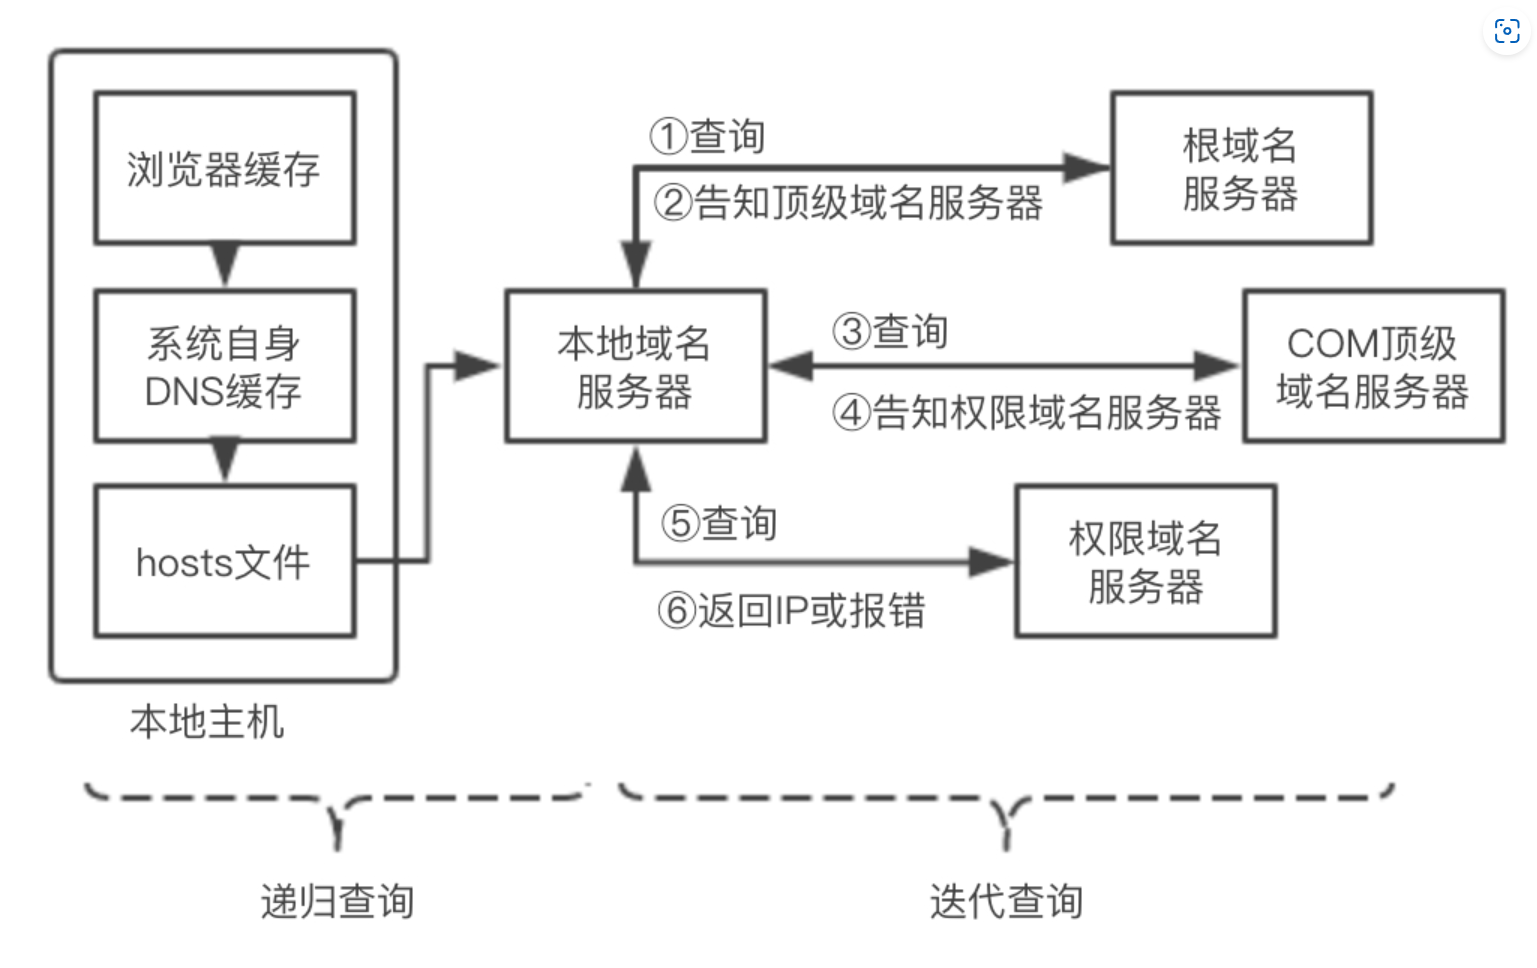 浏览器缓存
系统自身
DNS缓存
hosts文件
本地主机
本地域名
服务器
①查询
②告知顶级域名服务器
根域名
服务器
③查询
④告知权限域名服务器
COM顶级
域名服务器
⑤查询
⑥返回IP或报错
权限域名
服务器
递归查询
迭代查询